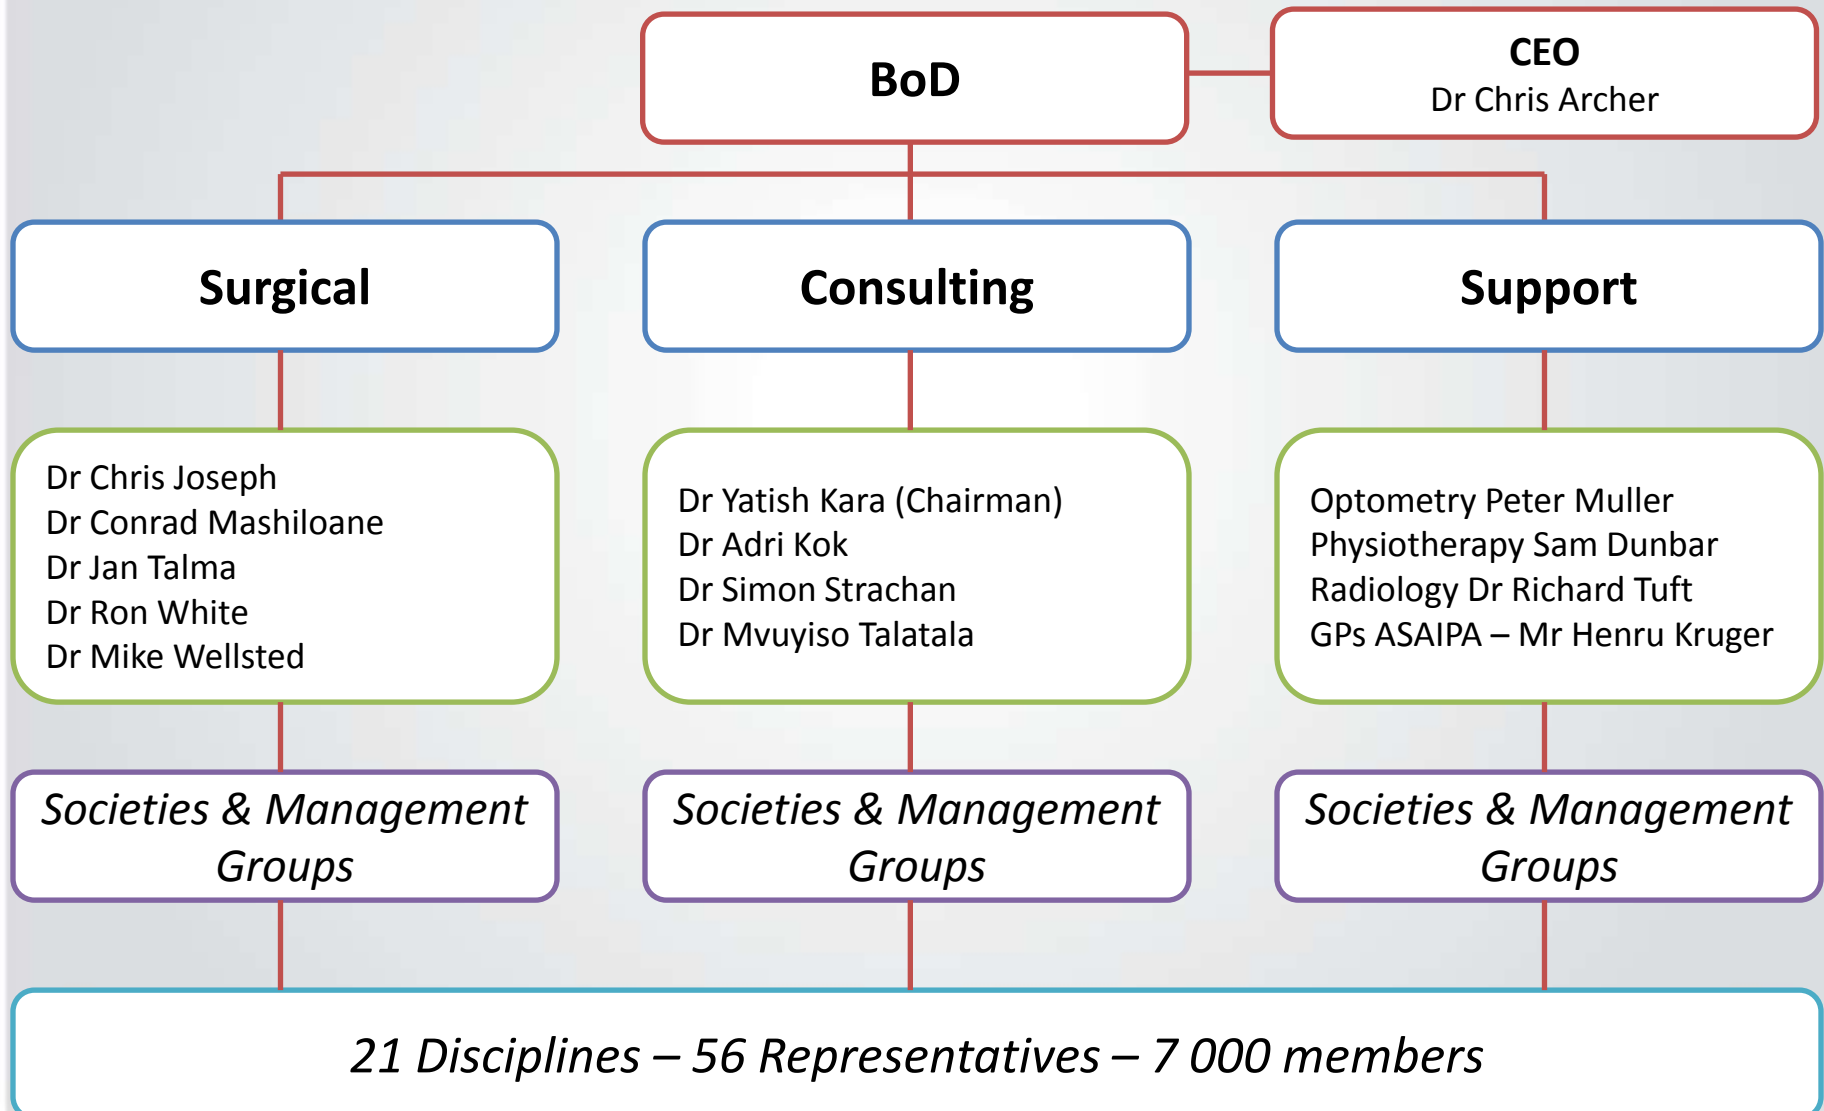 BoD
CEO
Dr Chris Archer
Surgical
Consulting
Support
Dr Chris Joseph
Dr Conrad Mashiloane
Dr Jan Talma
Dr Ron White
Dr Mike Wellsted
Dr Yatish Kara (Chairman)
Dr Adri Kok
Dr Simon Strachan
Dr Mvuyiso Talatala
Optometry Peter Muller
Physiotherapy Sam Dunbar
Radiology Dr Richard Tuft
GPs ASAIPA – Mr Henru Kruger
Societies & Management
Groups
Societies & Management
Groups
Societies & Management
Groups
21 Disciplines – 56 Representatives – 7 000 members